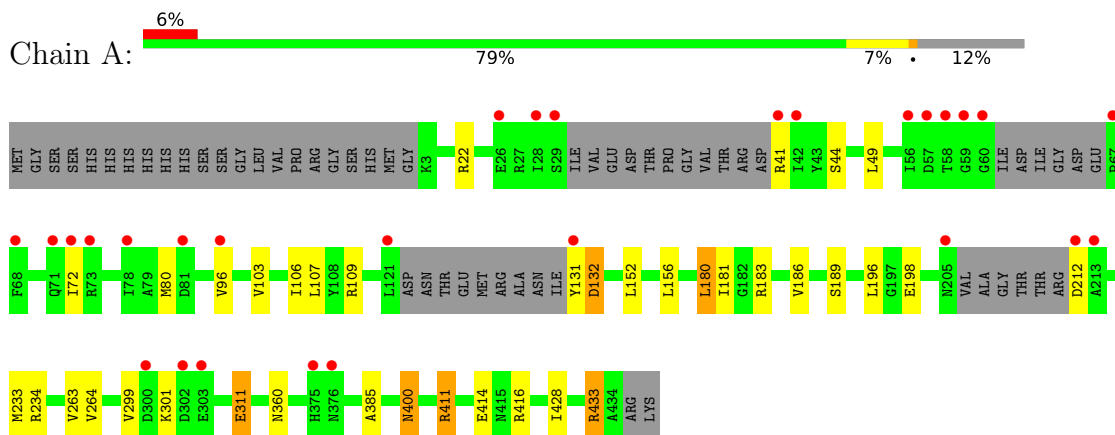 6%
Chain A:
79% 7% • 12%
MET GLY SER SER HIS HIS HIS HIS HIS HIS SER SER GLY LEU VAL PRO ARG GLY SER HIS MET GLY K3 R22 E26 R27 I28 S29 ILE VAL GLU ASP THR PRO GLY VAL THR ARG ASP R41 I42 Y43 S44 L49 I56 D57 T58 G59 G60 ILE ASP ILE GLY ASP GLU
F68 Q71 I72 R73 I78 A79 M80 D81 V96 V103 I106 L107 Y108 R109 L121 ASP ASN THR GLU MET ARG ALA ASN ILE Y131 D132 L152 L156 L180 I181 G182 R183 V186 S189 L196 G197 E198 N205 VAL ALA GLY THR THR ARG D212 A213
M233 R234 V263 V264 V299 D300 K301 D302 E303 E311 N360 H375 N376 A385 N400 R411 E414 N415 R416 I428 R433 A434 ARG LYS